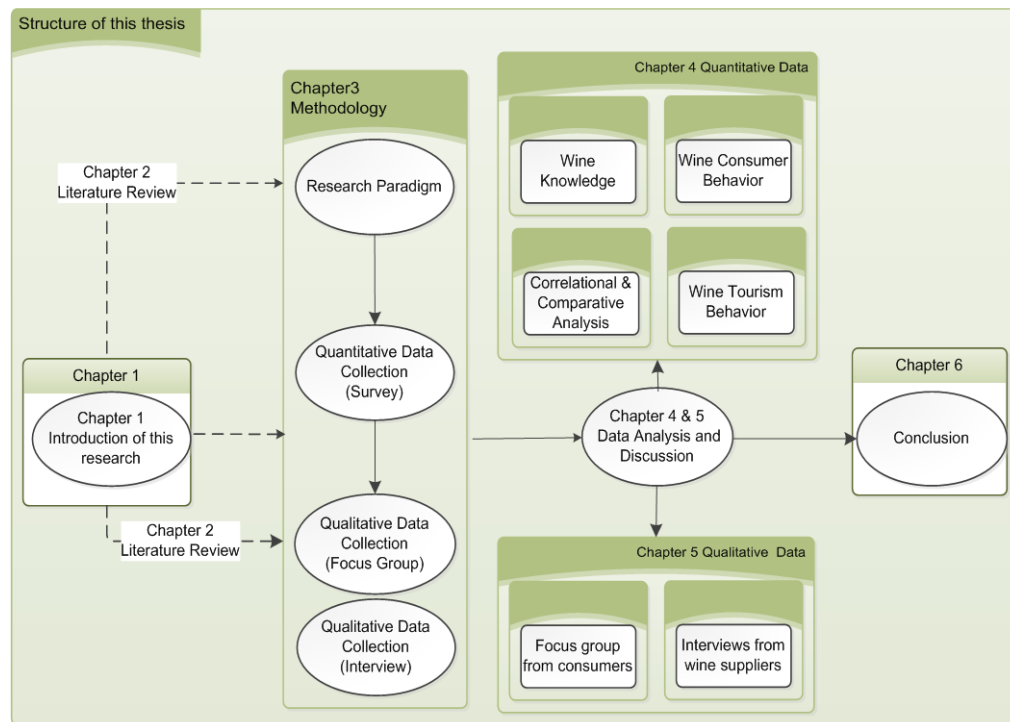 Structure of this thesis
Chapter 2
Literature Review
Chapter 1
Chapter 1
Introduction of this
research
Chapter 2
Literature Review
Chapter3
Methodology
Research Paradigm
Quantitative Data
Collection
(Survey)
Qualitative Data
Collection
(Focus Group)
Qualitative Data
Collection
(Interview)
Chapter 4 Quantitative Data
Wine
Knowledge
Wine Consumer
Behavior
Correlational &
Comparative
Analysis
Wine Tourism
Behavior
Chapter 4 & 5
Data Analysis and
Discussion
Chapter 5 Qualitative Data
Focus group
from consumers
Interviews from
wine suppliers
Chapter 6
Conclusion